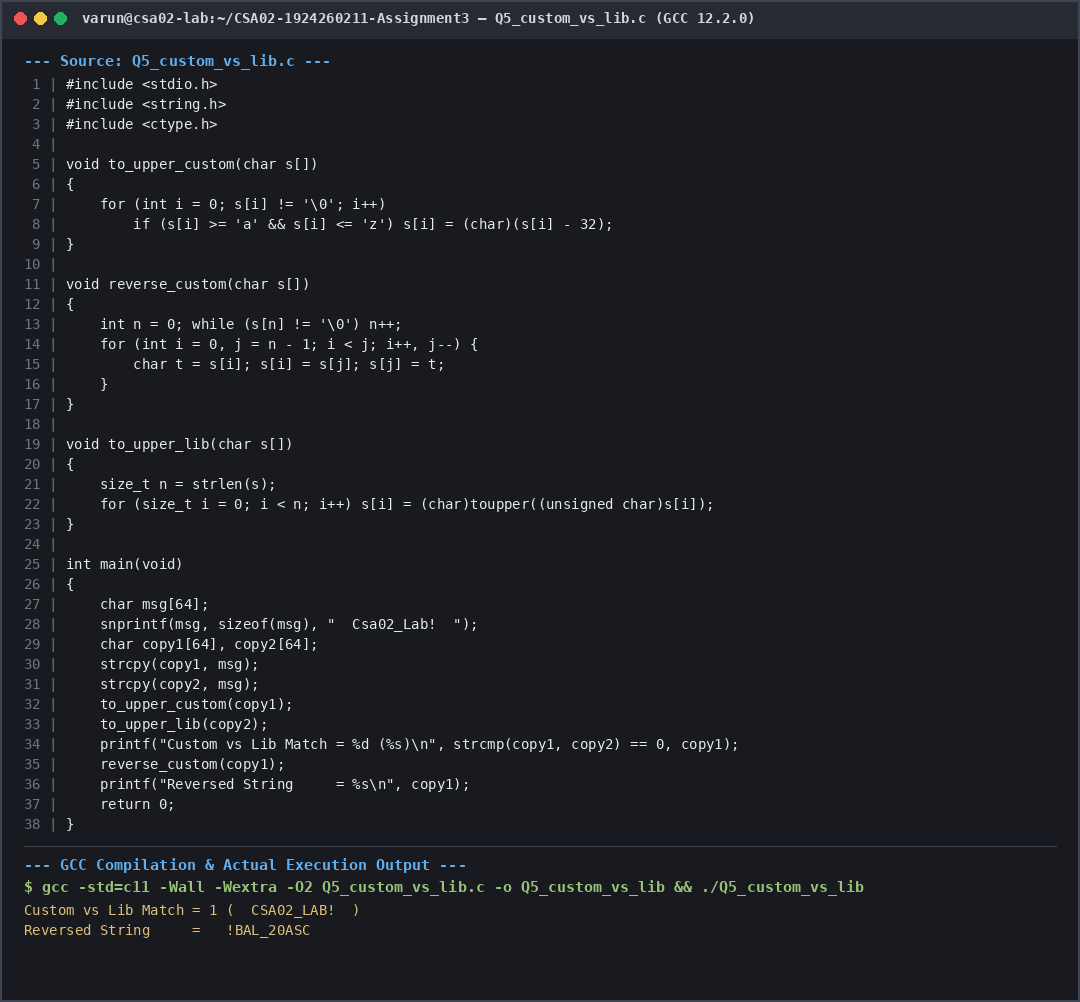 varun@csa02-lab:~/CSA02-1924260211-Assignment3 — Q5_custom_vs_lib.c (GCC 12.2.0)
--- Source: Q5_custom_vs_lib.c ---
1 | #include <stdio.h>
2 | #include <string.h>
3 | #include <ctype.h>
4 |
5 | void to_upper_custom(char s[])
6 | {
7 |     for (int i = 0; s[i] != '\0'; i++)
8 |         if (s[i] >= 'a' && s[i] <= 'z') s[i] = (char)(s[i] - 32);
9 | }
10 |
11 | void reverse_custom(char s[])
12 | {
13 |     int n = 0; while (s[n] != '\0') n++;
14 |     for (int i = 0, j = n - 1; i < j; i++, j--) {
15 |         char t = s[i]; s[i] = s[j]; s[j] = t;
16 |     }
17 | }
18 |
19 | void to_upper_lib(char s[])
20 | {
21 |     size_t n = strlen(s);
22 |     for (size_t i = 0; i < n; i++) s[i] = (char)toupper((unsigned char)s[i]);
23 | }
24 |
25 | int main(void)
26 | {
27 |     char msg[64];
28 |     snprintf(msg, sizeof(msg), "  Csa02_Lab!  ");
29 |     char copy1[64], copy2[64];
30 |     strcpy(copy1, msg);
31 |     strcpy(copy2, msg);
32 |     to_upper_custom(copy1);
33 |     to_upper_lib(copy2);
34 |     printf("Custom vs Lib Match = %d (%s)\n", strcmp(copy1, copy2) == 0, copy1);
35 |     reverse_custom(copy1);
36 |     printf("Reversed String     = %s\n", copy1);
37 |     return 0;
38 | }
--- GCC Compilation & Actual Execution Output ---
$ gcc -std=c11 -Wall -Wextra -O2 Q5_custom_vs_lib.c -o Q5_custom_vs_lib && ./Q5_custom_vs_lib
Custom vs Lib Match = 1 (  CSA02_LAB!  )
Reversed String     =   !BAL_20ASC